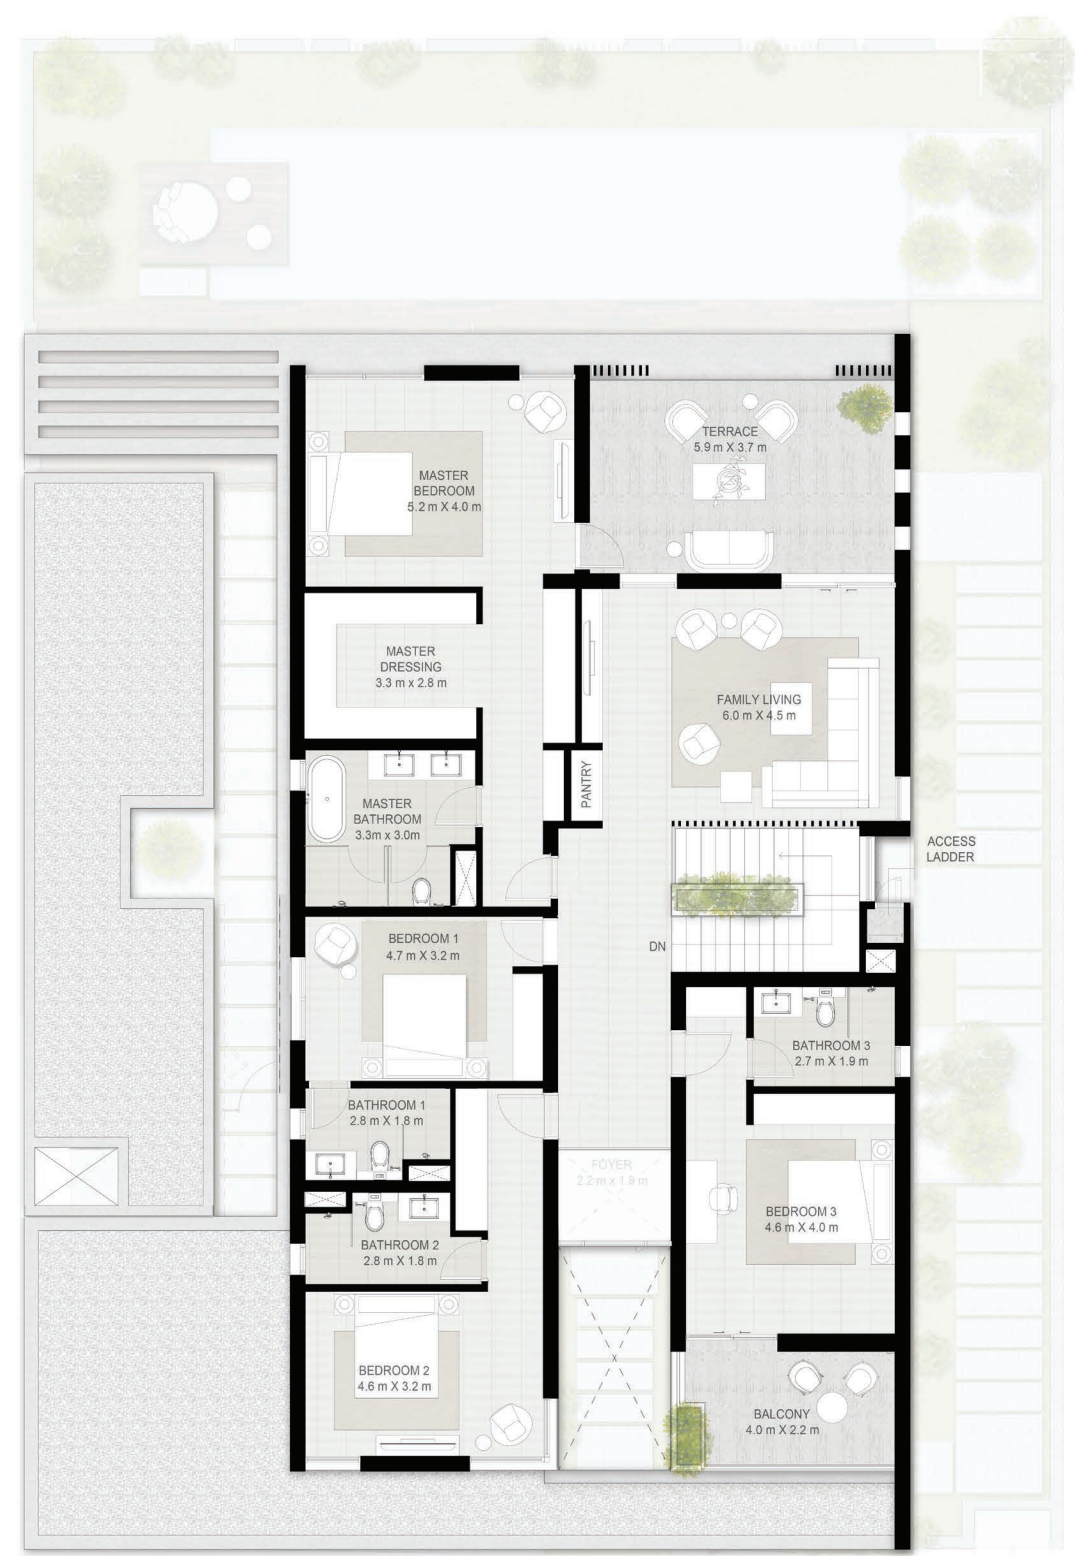 TERRACE
5.9 m X 3.7 m
MASTER
BEDROOM
5.2 m X 4.0 m
MASTER
DRESSING
3.3 m x 2.8 m
FAMILY LIVING
6.0 m X 4.5 m
PANTRY
MASTER
BATHROOM
3.3m x 3.0m
ACCESS
LADDER
BEDROOM 1
4.7 m X 3.2 m
DN
BATHROOM 3
2.7 m X 1.9 m
BATHROOM 1
2.8 m X 1.8 m
FOYER
2.2 m x 1.9 m
BEDROOM 3
4.6 m X 4.0 m
BATHROOM 2
2.8 m X 1.8 m
BEDROOM 2
4.6 m X 3.2 m
BALCONY
4.0 m X 2.2 m